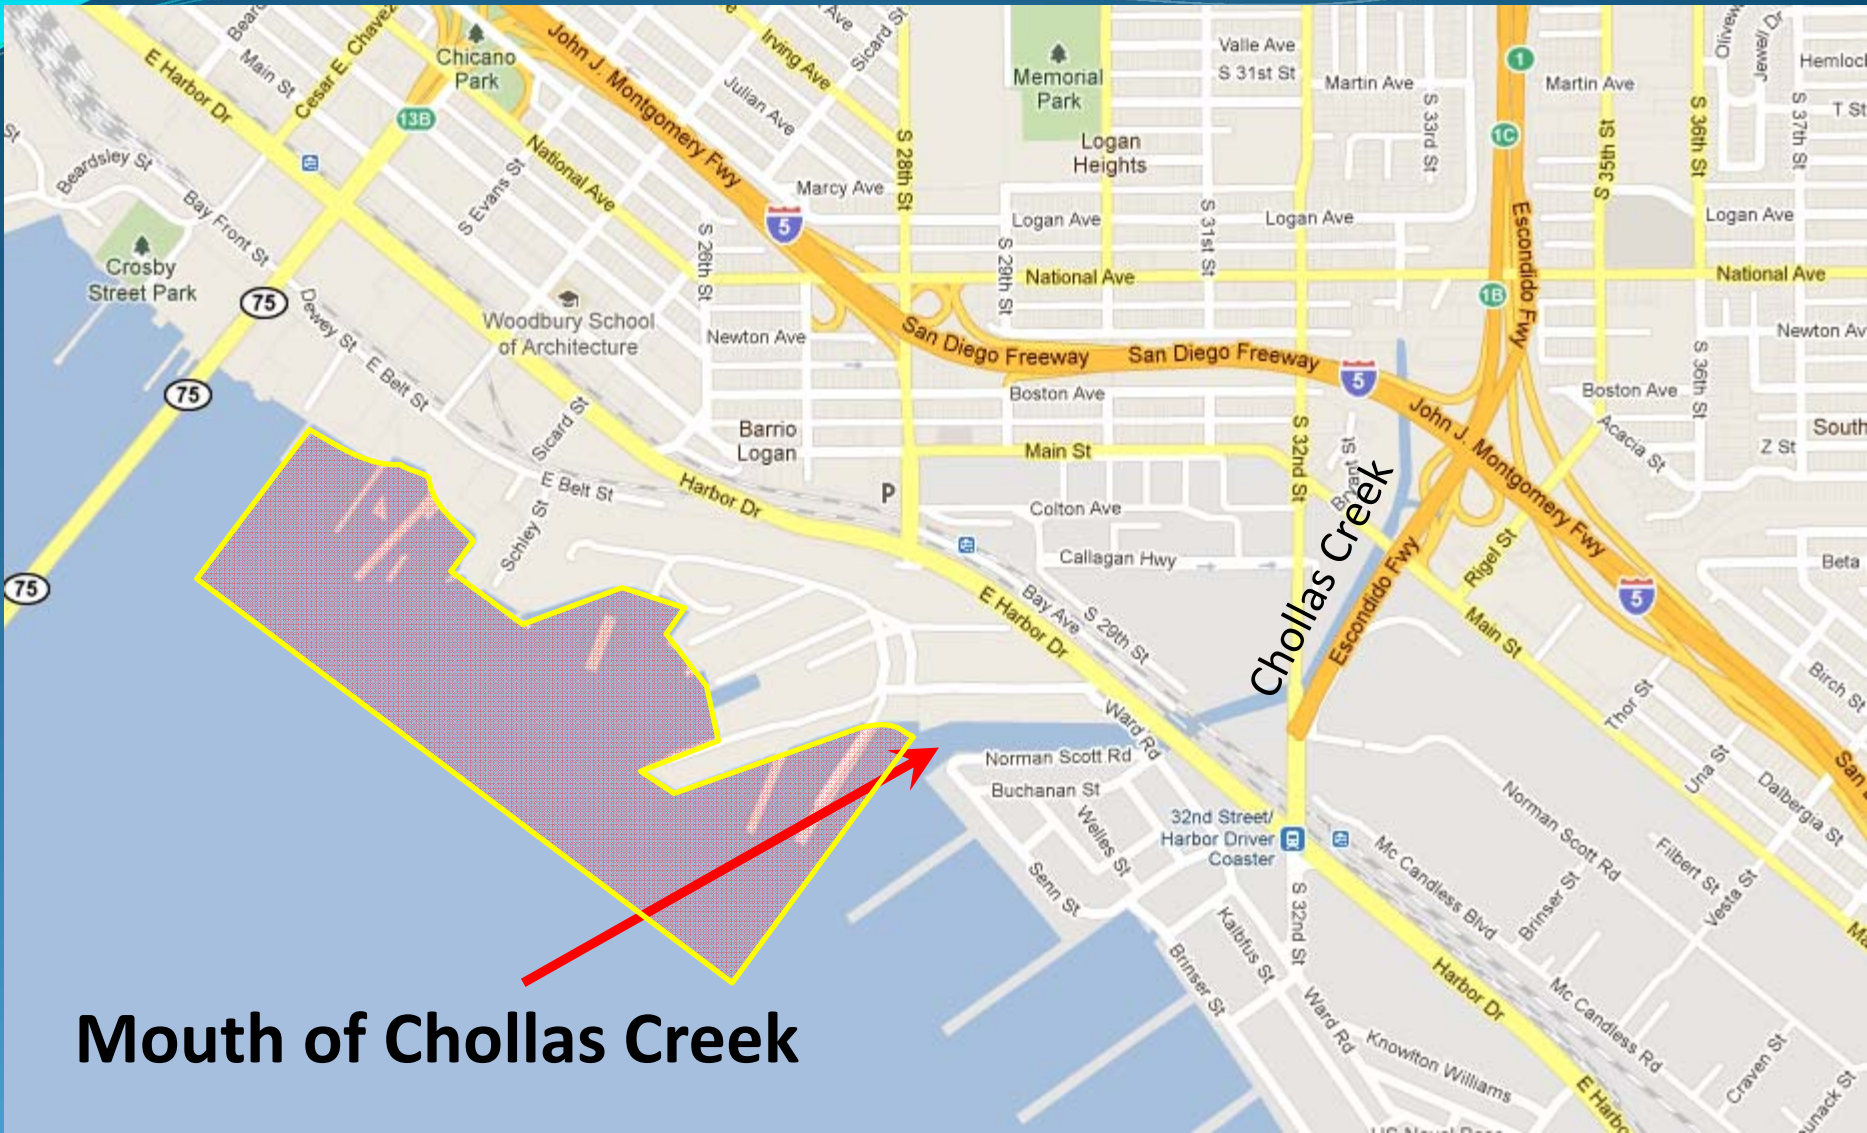 E Harbor Dr
Main St
Cesar E Chavez
Chicano
Park
13B
John J. Montgomery Fwy
Irving Ave
Sicard St
Ave
Julian Ave
Memorial
Park
Logan
Heights
Valle Ave
S 31st St
Martin Ave
S 33rd St
1
Martin Ave
1C
S 35th St
S 36th St
Jewell Dr
S 37th St
T St
Beardsley St
Bay Front St
S Evans St
National Ave
S 28th St
Marcy Ave
5
Logan Ave
S 31st St
Logan Ave
Escondido Fwy
Logan Ave
Crosby
Street Park
75
S 26th St
S 29th St
National Ave
1B
National Ave
Dewey St
Woodbury School
of Architecture
Newton Ave
San Diego Freeway
San Diego Freeway
5
75
E Belt St
Boston Ave
John J. Montgomery Fwy
Boston Ave
S 36th St
Acacia St
South
Z St
Sicard St
Barrio
Logan
Main St
S 32nd St
E Belt St
Harbor Dr
P
Colton Ave
Chollas Creek
Schley St
Callagan Hwy
Escondido Fwy
Rigel St
Beta
75
E Harbor Dr
Bay Ave
S 29th St
Main St
5
Birch St
Thor St
Ward Rd
Norman Scott Rd
Buchanan St
Welles St
Senn St
32nd Street/
Harbor Driver
Coaster
Una St
Dalbergia St
San
Norman Scott Rd
Filbert St
Vesta St
Mc Candless Blvd
Brinser St
S 32nd St
Kalbfus St
Brinser St
Ward Rd
Harbor Dr
Mc Candless Rd
Knowlton Williams
Craven St
E Harbo
Mouth of Chollas Creek